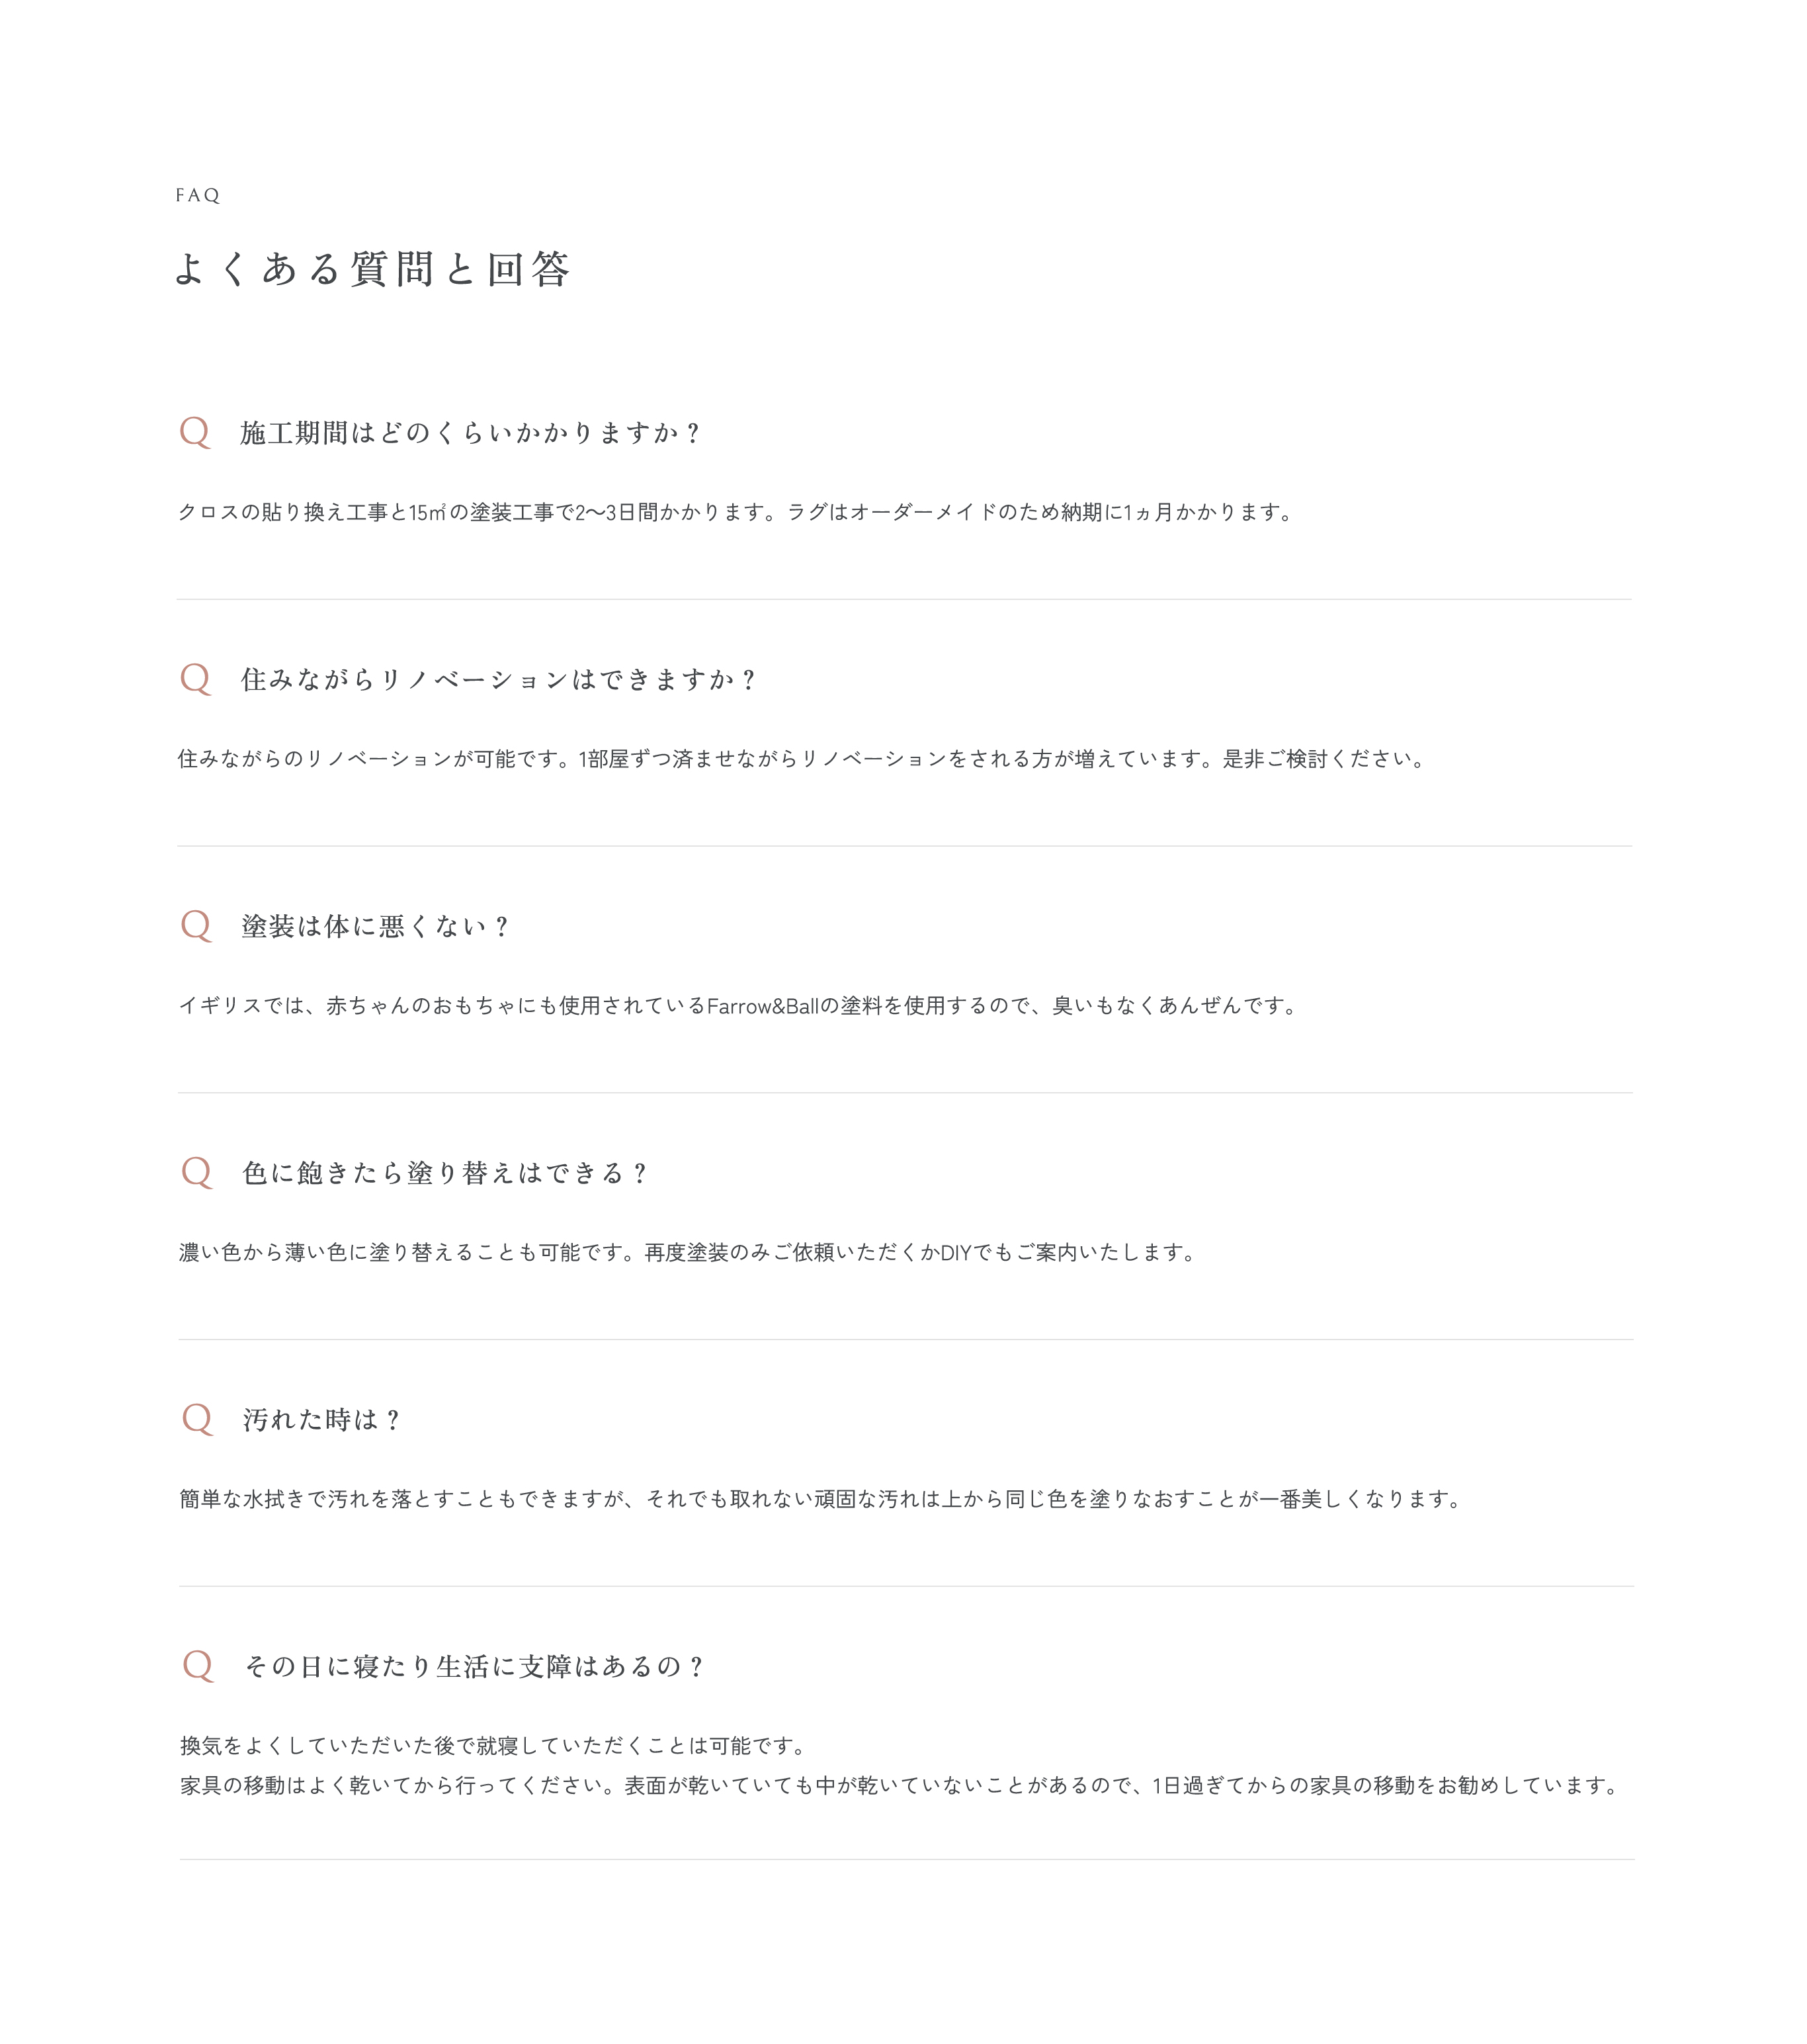 FAQ
よくある質問と回答
Q 施工期間はどのくらいかかりますか？
クロスの貼り換え工事と15㎡の塗装工事で2〜3日間かかります。ラグはオーダーメイドのため納期に1ヵ月かかります。
Q 住みながらリノベーションはできますか？
住みながらのリノベーションが可能です。1部屋ずつ済ませながらリノベーションをされる方が増えています。是非ご検討ください。
Q 塗装は体に悪くない？
イギリスでは、赤ちゃんのおもちゃにも使用されているFarrow&Ballの塗料を使用するので、臭いもなくあんぜんです。
Q 色に飽きたら塗り替えはできる？
濃い色から薄い色に塗り替えることも可能です。再度塗装のみご依頼いただくかDIYでもご案内いたします。
Q 汚れた時は？
簡単な水拭きで汚れを落とすこともできますが、それでも取れない頑固な汚れは上から同じ色を塗りなおすことが一番美しくなります。
Q その日に寝たり生活に支障はあるの？
換気をよくしていただいた後で就寝していただくことは可能です。
家具の移動はよく乾いてから行ってください。表面が乾いていても中が乾いていないことがあるので、1日過ぎてからの家具の移動をお勧めしています。